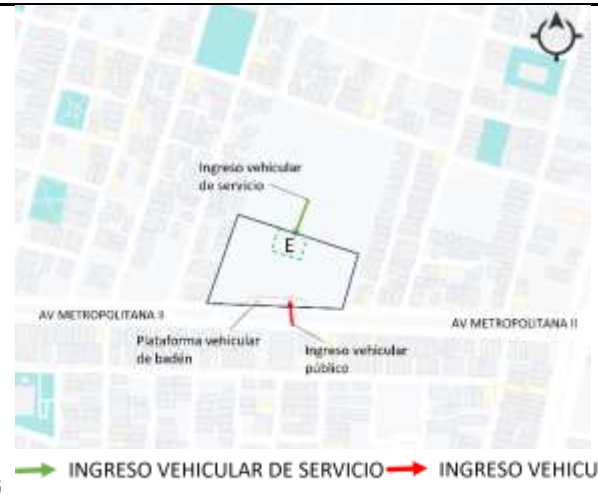 Ingreso vehicular
de servicio
E
AV METROPOLITANA II
AV METROPOLITANA II
Plataforma vehicular
de badén
Ingreso vehicular
público
INGRESO VEHICULAR DE SERVICIO
INGRESO VEHICU